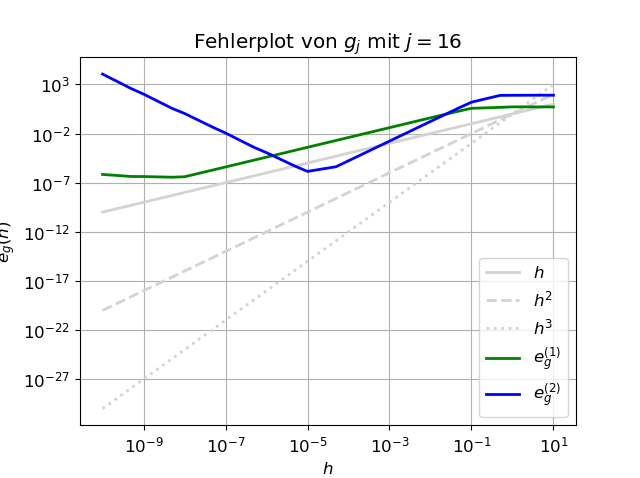 Fehlerplot von g_j mit j = 16
e_g(h)
10^3
10^{-2}
10^{-7}
10^{-12}
10^{-17}
10^{-22}
10^{-27}
h
h^2
h^3
e_g^{(1)}
e_g^{(2)}
10^{-9}
10^{-7}
10^{-5}
10^{-3}
10^{-1}
10^1
h